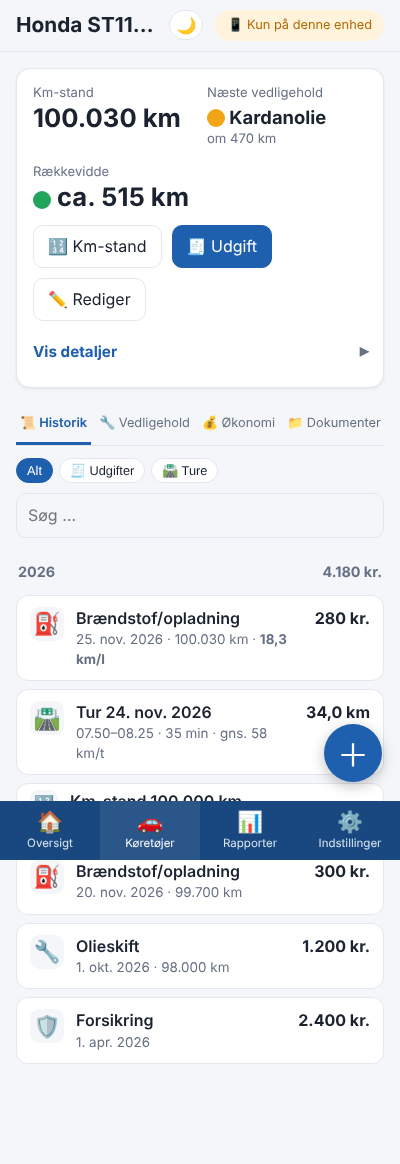 Honda ST11...
Kun på denne enhed
Km-stand
100.030 km
Næste vedligehold
Kardanolie
om 470 km
Rækkevidde
ca. 515 km
Km-stand
Udgift
Rediger
Vis detaljer
Historik
Vedligehold
Økonomi
Dokumenter
Alt
Udgifter
Ture
Søg ...
2026
4.180 kr.
Brændstof/opladning
280 kr.
25. nov. 2026 · 100.030 km · 18,3
km/l
Tur 24. nov. 2026
34,0 km
07.50–08.25 · 35 min · gns. 58
km/t
Km-stand 100.000 km
Oversigt
Køretøjer
Rapporter
Indstillinger
Brændstof/opladning
300 kr.
20. nov. 2026 · 99.700 km
Olieskift
1.200 kr.
1. okt. 2026 · 98.000 km
Forsikring
2.400 kr.
1. apr. 2026